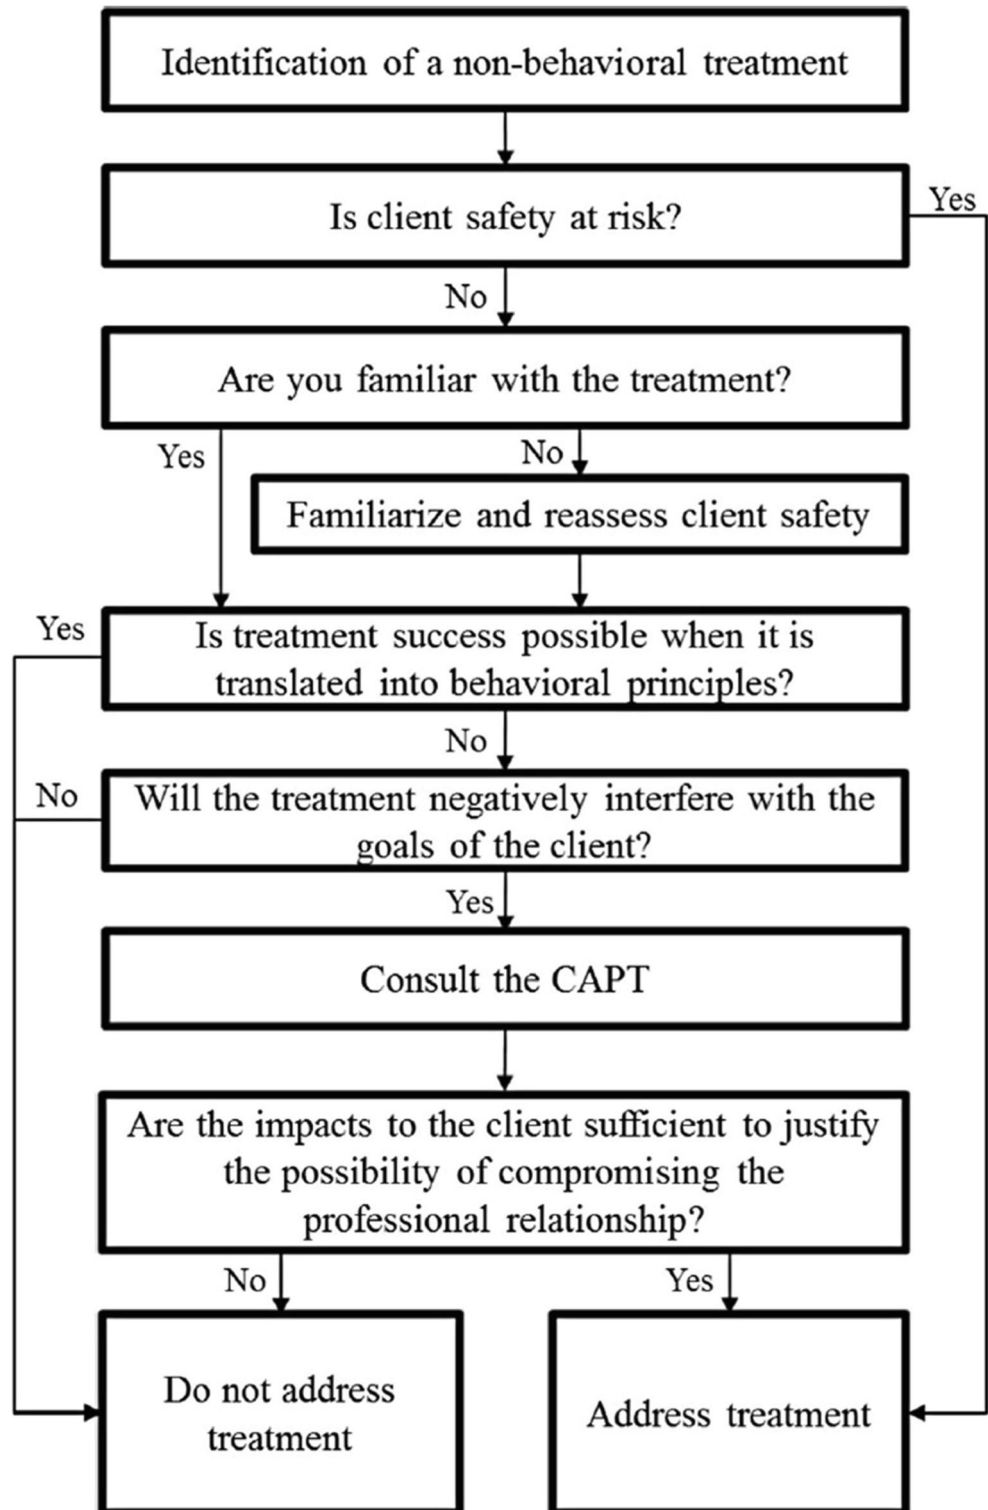 Identification of a non-behavioral treatment
Is client safety at risk?
Yes
No
Are you familiar with the treatment?
Yes
No
Familiarize and reassess client safety
Yes
Is treatment success possible when it is
translated into behavioral principles?
No
No
Will the treatment negatively interfere with the
goals of the client?
Yes
Consult the CAPT
Are the impacts to the client sufficient to justify
the possibility of compromising the
professional relationship?
No
Yes
Do not address
treatment
Address treatment